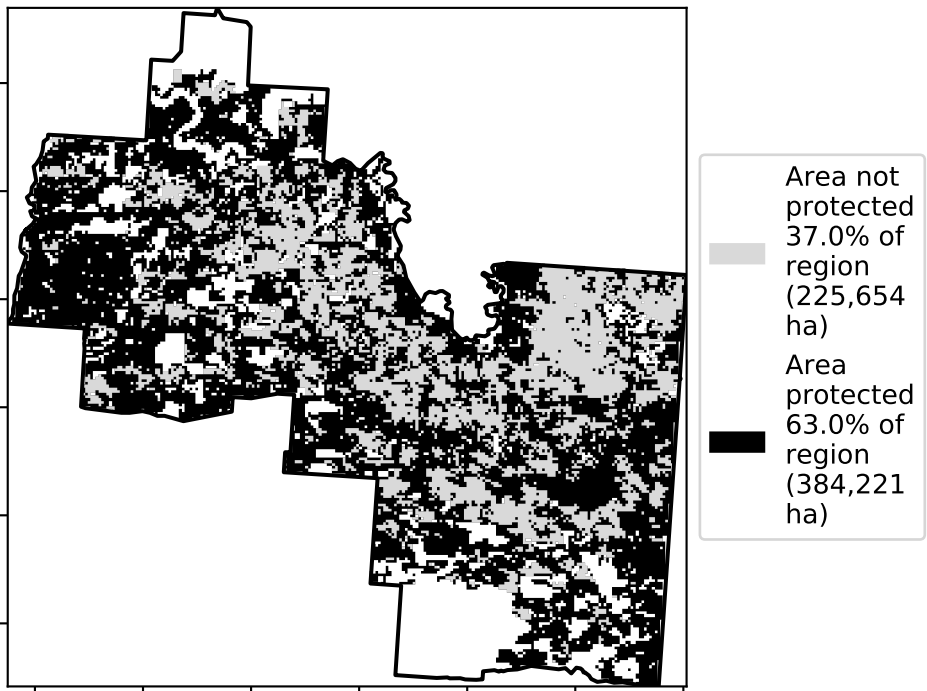 Area not
protected
37.0% of
region
(225,654
ha)
Area
protected
63.0% of
region
(384,221
ha)